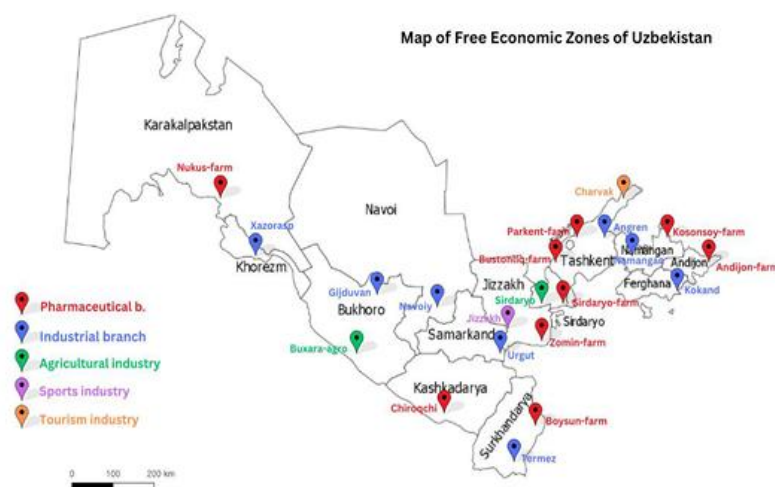 Map of Free Economic Zones of Uzbekistan
Karakalpakstan
Nukus-farm
Charvak
Navoi
Xazorasp
Khorezm
Parkent-farm
Angren
Kosonsoy-farm
Bustonliq-farm
Tashkent
Namangan
Namangan
Andijon
Andijon-farm
Gijduvan
Bukhoro
Navoiy
Jizzakh
Sirdaryo
Sirdaryo-farm
Ferghana
Kokand
Jizzakh
Sirdaryo
Samarkand
Zomin-farm
Buxara-agro
Urgut
Kashkadarya
Chiroqchi
Surkhandarya
Boysun-farm
Termez
Pharmaceutical b.
Industrial branch
Agricultural industry
Sports industry
Tourism industry
0 100 200 km